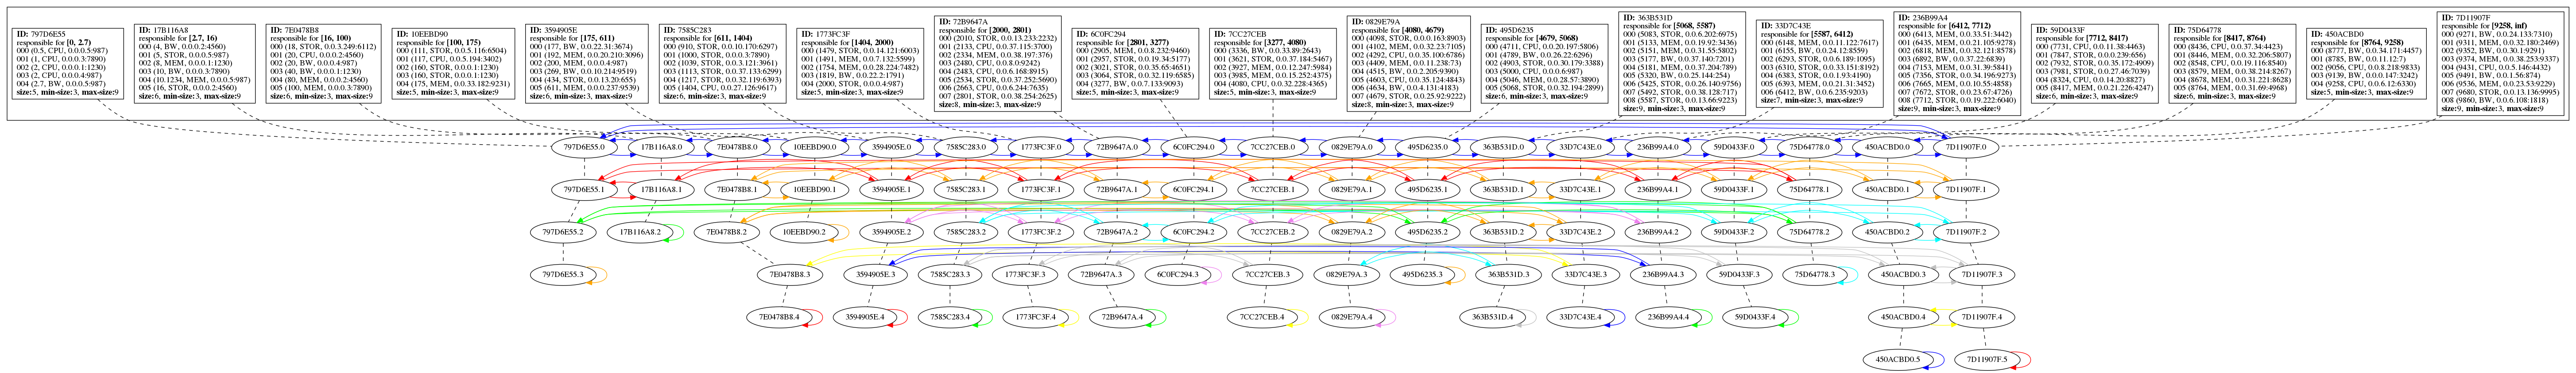 ID: 797D6E55
responsible for [0, 2.7)
000 (0.5, CPU, 0.0.0.5:987)
001 (1, CPU, 0.0.0.3:7890)
002 (2, CPU, 0.0.0.1:1230)
003 (2, CPU, 0.0.0.4:987)
004 (2.7, BW, 0.0.0.5:987)
size:5, min-size:3, max-size:9
ID: 17B116A8
responsible for [2.7, 16)
000 (4, BW, 0.0.0.2:4560)
001 (5, STOR, 0.0.0.5:987)
002 (8, MEM, 0.0.0.1:1230)
003 (10, BW, 0.0.0.3:7890)
004 (10.1234, MEM, 0.0.0.5:987)
005 (16, STOR, 0.0.0.2:4560)
size:6, min-size:3, max-size:9
ID: 7E0478B8
responsible for [16, 100)
000 (18, STOR, 0.0.3.249:6112)
001 (20, CPU, 0.0.0.2:4560)
002 (20, BW, 0.0.0.4:987)
003 (40, BW, 0.0.0.1:1230)
004 (80, MEM, 0.0.0.2:4560)
005 (100, MEM, 0.0.0.3:7890)
size:6, min-size:3, max-size:9
ID: 10EEBD90
responsible for [100, 175)
000 (111, STOR, 0.0.5.116:6504)
001 (117, CPU, 0.0.5.194:3402)
002 (160, STOR, 0.0.0.1:1230)
003 (160, STOR, 0.0.0.1:1230)
004 (175, MEM, 0.0.33.182:9231)
size:5, min-size:3, max-size:9
ID: 3594905E
responsible for [175, 611)
000 (177, BW, 0.0.22.31:3674)
001 (192, MEM, 0.0.20.210:3096)
002 (200, MEM, 0.0.0.4:987)
003 (269, BW, 0.0.10.214:9519)
004 (434, STOR, 0.0.13.20:655)
005 (611, MEM, 0.0.0.237:9539)
size:6, min-size:3, max-size:9
ID: 7585C283
responsible for [611, 1404)
000 (910, STOR, 0.0.10.170:6297)
001 (1000, STOR, 0.0.0.3:7890)
002 (1039, STOR, 0.0.3.121:3961)
003 (1113, STOR, 0.0.37.133:6299)
004 (1217, STOR, 0.0.32.119:6393)
005 (1404, CPU, 0.0.27.126:9617)
size:6, min-size:3, max-size:9
ID: 1773FC3F
responsible for [1404, 2000)
000 (1479, STOR, 0.0.14.121:6003)
001 (1491, MEM, 0.0.7.132:5999)
002 (1754, MEM, 0.0.28.224:7482)
003 (1819, BW, 0.0.22.2:1791)
004 (2000, STOR, 0.0.0.4:987)
size:5, min-size:3, max-size:9
ID: 72B9647A
responsible for [2000, 2801)
000 (2010, STOR, 0.0.13.233:2232)
001 (2133, CPU, 0.0.37.115:3700)
002 (2334, MEM, 0.0.38.197:376)
003 (2480, CPU, 0.0.8.0:9242)
004 (2483, CPU, 0.0.6.168:8915)
005 (2534, STOR, 0.0.37.252:5690)
006 (2663, CPU, 0.0.6.244:7635)
007 (2801, STOR, 0.0.38.254:2625)
size:8, min-size:3, max-size:9
ID: 6C0FC294
responsible for [2801, 3277)
000 (2905, MEM, 0.0.8.232:9460)
001 (2957, STOR, 0.0.19.34:5177)
002 (3021, STOR, 0.0.35.65:4651)
003 (3064, STOR, 0.0.32.119:6585)
004 (3277, BW, 0.0.7.133:9093)
size:5, min-size:3, max-size:9
ID: 7CC27CEB
responsible for [3277, 4080)
000 (3336, BW, 0.0.33.89:2643)
001 (3621, STOR, 0.0.37.184:5467)
002 (3927, MEM, 0.0.12.247:5984)
003 (3985, MEM, 0.0.15.252:4375)
004 (4080, CPU, 0.0.32.228:4365)
size:5, min-size:3, max-size:9
ID: 0829E79A
responsible for [4080, 4679)
000 (4098, STOR, 0.0.0.163:8903)
001 (4102, MEM, 0.0.32.23:7105)
002 (4292, CPU, 0.0.35.100:6786)
003 (4409, MEM, 0.0.11.238:73)
004 (4515, BW, 0.0.2.205:9390)
005 (4603, CPU, 0.0.35.124:4843)
006 (4634, BW, 0.0.4.131:4183)
007 (4679, STOR, 0.0.25.92:9222)
size:8, min-size:3, max-size:9
ID: 495D6235
responsible for [4679, 5068)
000 (4711, CPU, 0.0.20.197:5806)
001 (4789, BW, 0.0.26.22:6296)
002 (4903, STOR, 0.0.30.179:3388)
003 (5000, CPU, 0.0.0.6:987)
004 (5046, MEM, 0.0.28.57:3890)
005 (5068, STOR, 0.0.32.194:2899)
size:6, min-size:3, max-size:9
ID: 363B531D
responsible for [5068, 5587)
000 (5083, STOR, 0.0.6.202:6975)
001 (5133, MEM, 0.0.19.92:3436)
002 (5151, MEM, 0.0.31.55:5802)
003 (5177, BW, 0.0.37.140:7201)
004 (5181, MEM, 0.0.37.204:789)
005 (5320, BW, 0.0.25.144:254)
006 (5425, STOR, 0.0.26.140:9756)
007 (5492, STOR, 0.0.38.128:717)
008 (5587, STOR, 0.0.13.66:9223)
size:9, min-size:3, max-size:9
ID: 33D7C43E
responsible for [5587, 6412)
000 (6148, MEM, 0.0.11.122:7617)
001 (6155, BW, 0.0.24.12:8559)
002 (6293, STOR, 0.0.6.189:1095)
003 (6310, STOR, 0.0.33.151:8192)
004 (6383, STOR, 0.0.1.93:4190)
005 (6393, MEM, 0.0.21.31:3452)
006 (6412, BW, 0.0.6.235:9203)
size:7, min-size:3, max-size:9
ID: 236B99A4
responsible for [6412, 7712)
000 (6413, MEM, 0.0.33.51:3442)
001 (6435, MEM, 0.0.21.105:9278)
002 (6818, MEM, 0.0.32.121:8578)
003 (6892, BW, 0.0.37.22:6839)
004 (7153, MEM, 0.0.31.39:5841)
005 (7356, STOR, 0.0.34.196:9273)
006 (7665, MEM, 0.0.10.55:4858)
007 (7672, STOR, 0.0.23.67:4726)
008 (7712, STOR, 0.0.19.222:6040)
size:9, min-size:3, max-size:9
ID: 59D0433F
responsible for [7712, 8417)
000 (7731, CPU, 0.0.11.38:4463)
001 (7847, STOR, 0.0.0.239:656)
002 (7932, STOR, 0.0.35.172:4909)
003 (7981, STOR, 0.0.27.46:7039)
004 (8324, CPU, 0.0.14.20:8827)
005 (8417, MEM, 0.0.21.226:4247)
size:6, min-size:3, max-size:9
ID: 75D64778
responsible for [8417, 8764)
000 (8436, CPU, 0.0.37.34:4423)
001 (8446, MEM, 0.0.32.206:5807)
002 (8548, CPU, 0.0.19.116:8540)
003 (8579, MEM, 0.0.38.214:8267)
004 (8678, MEM, 0.0.31.221:8628)
005 (8764, MEM, 0.0.31.69:4968)
size:6, min-size:3, max-size:9
ID: 450ACBD0
responsible for [8764, 9258)
000 (8777, BW, 0.0.34.171:4457)
001 (8785, BW, 0.0.11.12:7)
002 (9056, CPU, 0.0.8.218:9833)
003 (9139, BW, 0.0.0.147:3242)
004 (9258, CPU, 0.0.6.12:6330)
size:5, min-size:3, max-size:9
ID: 7D11907F
responsible for [9258, inf)
000 (9271, BW, 0.0.24.133:7310)
001 (9311, MEM, 0.0.32.180:2469)
002 (9352, BW, 0.0.30.1:9291)
003 (9374, MEM, 0.0.38.253:9337)
004 (9431, CPU, 0.0.5.146:4432)
005 (9491, BW, 0.0.1.56:874)
006 (9536, MEM, 0.0.23.53:9229)
007 (9680, STOR, 0.0.13.136:9995)
008 (9860, BW, 0.0.6.108:1818)
size:9, min-size:3, max-size:9
797D6E55.0 17B116A8.0 7E0478B8.0 10EEBD90.0 3594905E.0 7585C283.0 1773FC3F.0 72B9647A.0 6C0FC294.0 7CC27CEB.0 0829E79A.0 495D6235.0 363B531D.0 33D7C43E.0 236B99A4.0 59D0433F.0 75D64778.0 450ACBD0.0 7D11907F.0
797D6E55.1 17B116A8.1 7E0478B8.1 10EEBD90.1 3594905E.1 7585C283.1 1773FC3F.1 72B9647A.1 6C0FC294.1 7CC27CEB.1 0829E79A.1 495D6235.1 363B531D.1 33D7C43E.1 236B99A4.1 59D0433F.1 75D64778.1 450ACBD0.1 7D11907F.1
797D6E55.2 17B116A8.2 7E0478B8.2 10EEBD90.2 3594905E.2 7585C283.2 1773FC3F.2 72B9647A.2 6C0FC294.2 7CC27CEB.2 0829E79A.2 495D6235.2 363B531D.2 33D7C43E.2 236B99A4.2 59D0433F.2 75D64778.2 450ACBD0.2 7D11907F.2
797D6E55.3 7E0478B8.3 3594905E.3 7585C283.3 1773FC3F.3 72B9647A.3 6C0FC294.3 7CC27CEB.3 0829E79A.3 495D6235.3 363B531D.3 33D7C43E.3 236B99A4.3 59D0433F.3 75D64778.3 450ACBD0.3 7D11907F.3
7E0478B8.4 3594905E.4 7585C283.4 1773FC3F.4 72B9647A.4 7CC27CEB.4 0829E79A.4 363B531D.4 33D7C43E.4 236B99A4.4 59D0433F.4 450ACBD0.4 7D11907F.4
450ACBD0.5 7D11907F.5